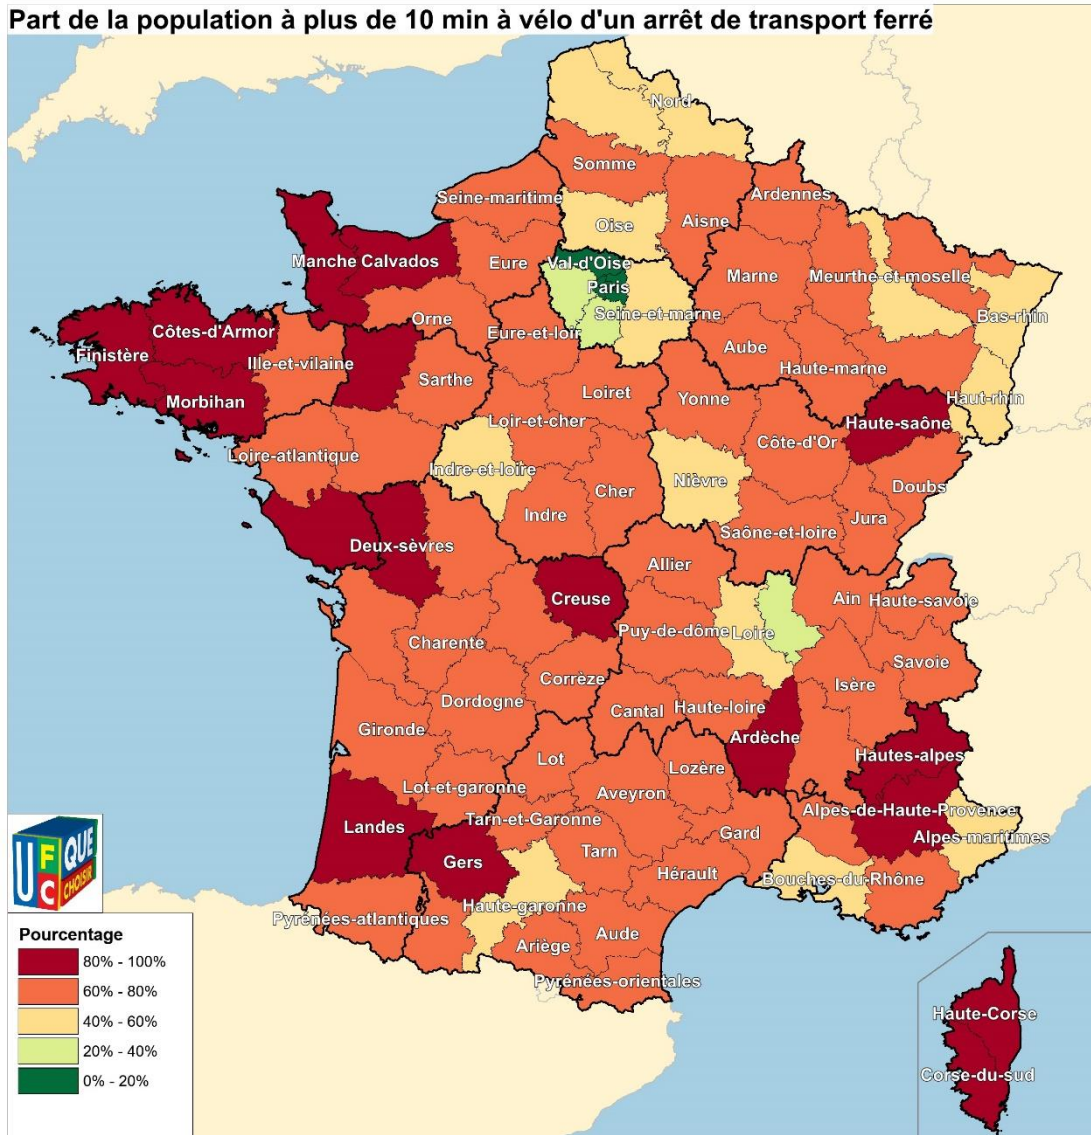 Part de la population à plus de 10 min à vélo d'un arrêt de transport ferré
Nord
Somme
Seine-maritime
Ardennes
Oise
Aisne
Manche
Calvados
Eure
Val-d'Oise
Paris
Marne
Meurthe-et-moselle
Seine-et-marne
Bas-rhin
Côtes-d'Armor
Orne
Eure-et-loir
Finistère
Ille-et-vilaine
Aube
Haute-marne
Morbihan
Sarthe
Loiret
Yonne
Haut-rhin
Loir-et-cher
Haute-saône
Loire-atlantique
Indre-et-loire
Côte-d'Or
Nièvre
Cher
Doubs
Indre
Jura
Saône-et-loire
Deux-sèvres
Allier
Creuse
Ain
Haute-savoie
Puy-de-dôme
Loire
Charente
Savoie
Corrèze
Isère
Dordogne
Cantal
Haute-loire
Gironde
Ardèche
Hautes-alpes
Lot
Lozère
Lot-et-garonne
Aveyron
Alpes-de-Haute-Provence
Tarn-et-Garonne
Landes
Gard
Alpes-maritimes
Gers
Tarn
Hérault
Bouches-du-Rhône
Haute-garonne
Pyrénées-atlantiques
Aude
Ariège
Pyrénées-orientales
UFC QUE CHOISIR
Pourcentage
80% - 100%
60% - 80%
40% - 60%
20% - 40%
0% - 20%
Haute-Corse
Corse-du-sud